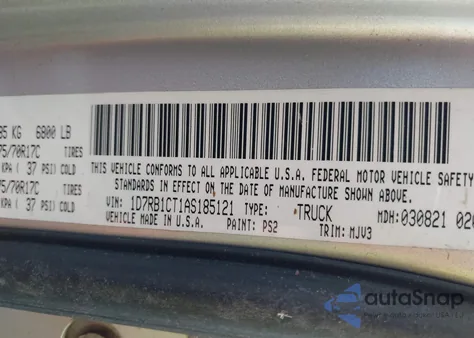 85 KG 6800 LB
75/70R17C TIRES
KPA ( 37 PSI) COLD
75/70R17C TIRES
KPA ( 37 PSI) COLD
THIS VEHICLE CONFORMS TO ALL APPLICABLE U.S.A. FEDERAL MOTOR VEHICLE SAFETY
STANDARDS IN EFFECT ON THE DATE OF MANUFACTURE SHOWN ABOVE.
VIN: 1D7RB1CT1AS185121 TYPE: TRUCK MDH:030821 020
VEHICLE MADE IN U.S.A. PAINT: PS2 TRIM: MJV3
autoSnap